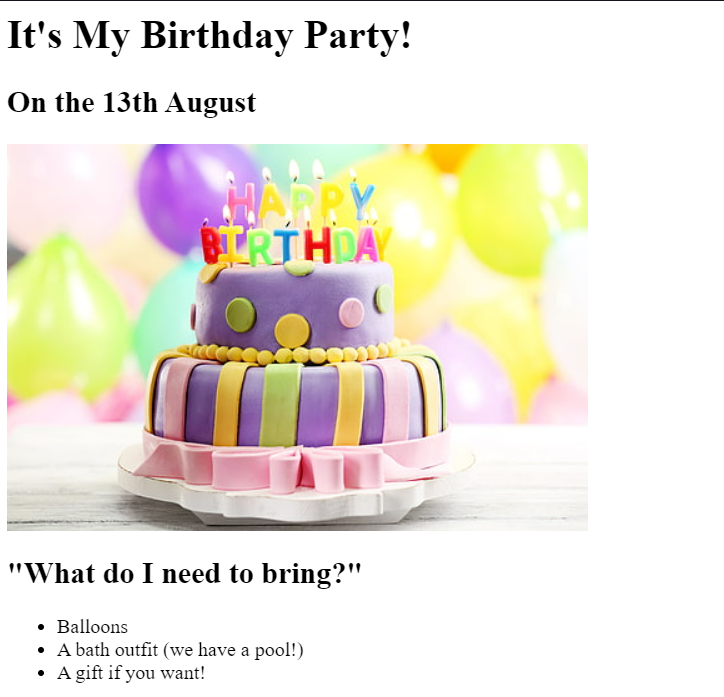 It's My Birthday Party!
On the 13th August
HAPPY
BIRTHDAY
"What do I need to bring?"
Balloons
A bath outfit (we have a pool!)
A gift if you want!